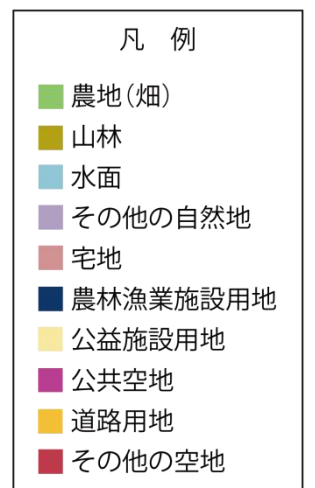 凡　例
農地（畑）
山林
水面
その他の自然地
宅地
農林漁業施設用地
公益施設用地
公共空地
道路用地
その他の空地